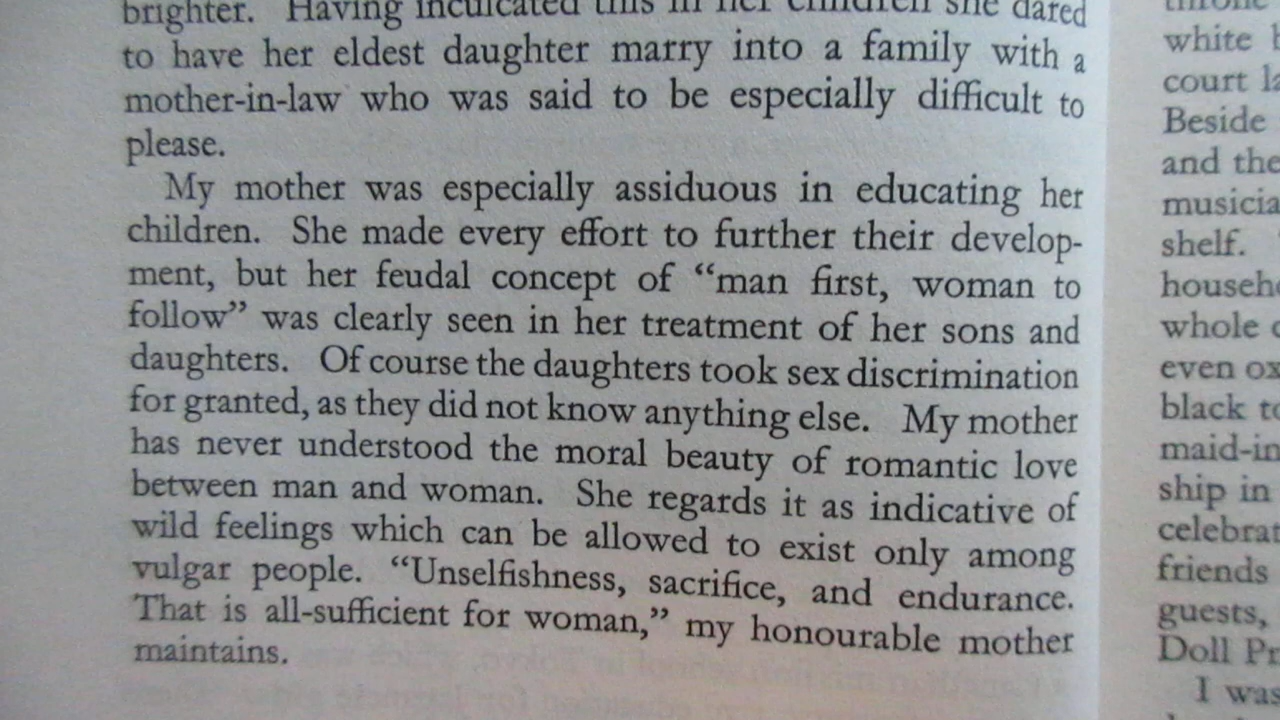 brighter. Having inculcated this in her children she dared
to have her eldest daughter marry into a family with a
mother-in-law who was said to be especially difficult to
please.
My mother was especially assiduous in educating her
children. She made every effort to further their develop-
ment, but her feudal concept of “man first, woman to
follow” was clearly seen in her treatment of her sons and
daughters. Of course the daughters took sex discrimination
for granted, as they did not know anything else. My mother
has never understood the moral beauty of romantic love
between man and woman. She regards it as indicative of
wild feelings which can be allowed to exist only among
vulgar people. “Unselfishness, sacrifice, and endurance.
That is all-sufficient for woman,” my honourable mother
maintains.
white
court
Beside
and the
shelf.
whole
even
black
maid-in
ship in
friends
guests,
Doll
I was